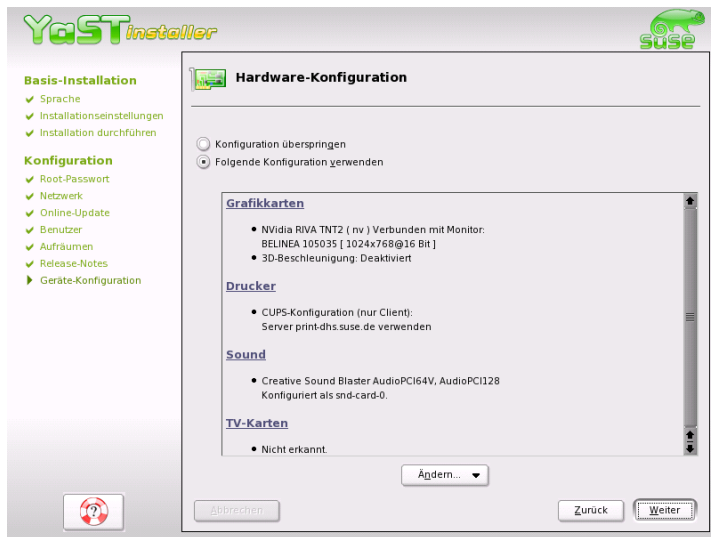 YaST installer
SUSE
Basis-Installation
Sprache
Installationseinstellungen
Installation durchführen
Konfiguration
Root-Passwort
Netzwerk
Online-Update
Benutzer
Aufräumen
Release-Notes
Geräte-Konfiguration
Hardware-Konfiguration
Konfiguration überspringen
Folgende Konfiguration verwenden
Grafikkarten
NVidia RIVA TNT2 ( nv ) Verbunden mit Monitor:
BELINEA 105035 [ 1024x768@16 Bit ]
3D-Beschleunigung: Deaktiviert
Drucker
CUPS-Konfiguration (nur Client):
Server print-dhs.suse.de verwenden
Sound
Creative Sound Blaster AudioPCI64V, AudioPCI128
Konfiguriert als snd-card-0.
TV-Karten
Nicht erkannt.
Ändern...
?
Abbrechen
Zurück
Weiter